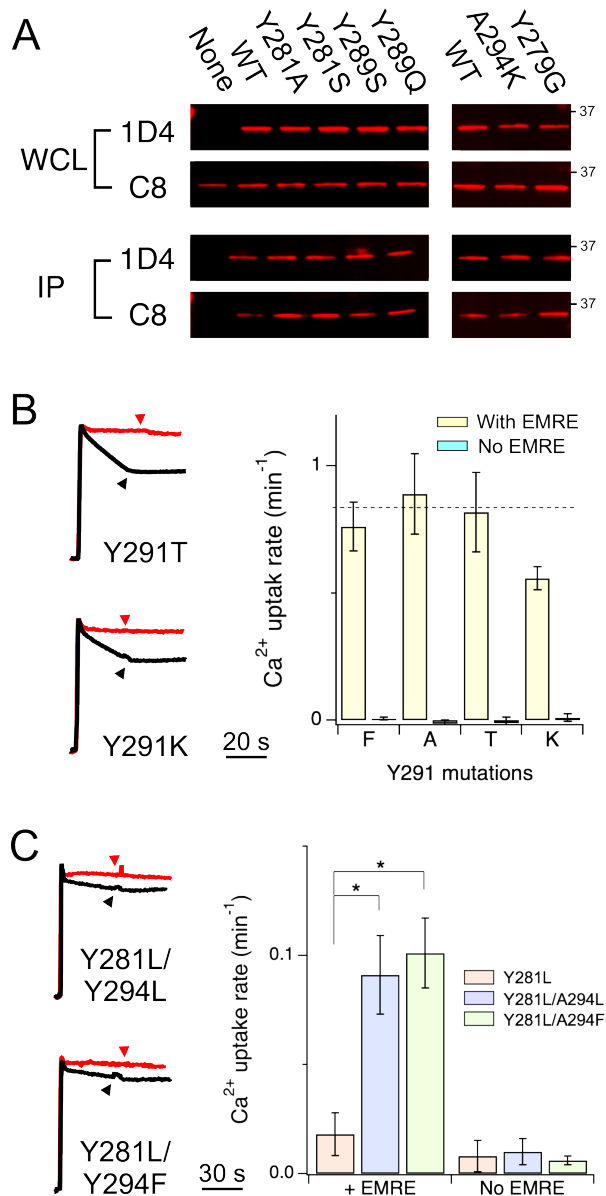 A
None
WT
Y281A
Y281S
Y289S
Y289Q
WT
A294K
Y279G
WCL
1D4
37
C8
37
IP
1D4
37
C8
37
B
Y291T
Y291K
20 s
With EMRE
No EMRE
Ca2+ uptak rate (min-1)
1
0
F A T K
Y291 mutations
C
Y281L/
Y294L
Y281L/
Y294F
30 s
Ca2+ uptake rate (min-1)
0.1
0.0
* *
Y281L
Y281L/A294L
Y281L/A294F
+ EMRE No EMRE